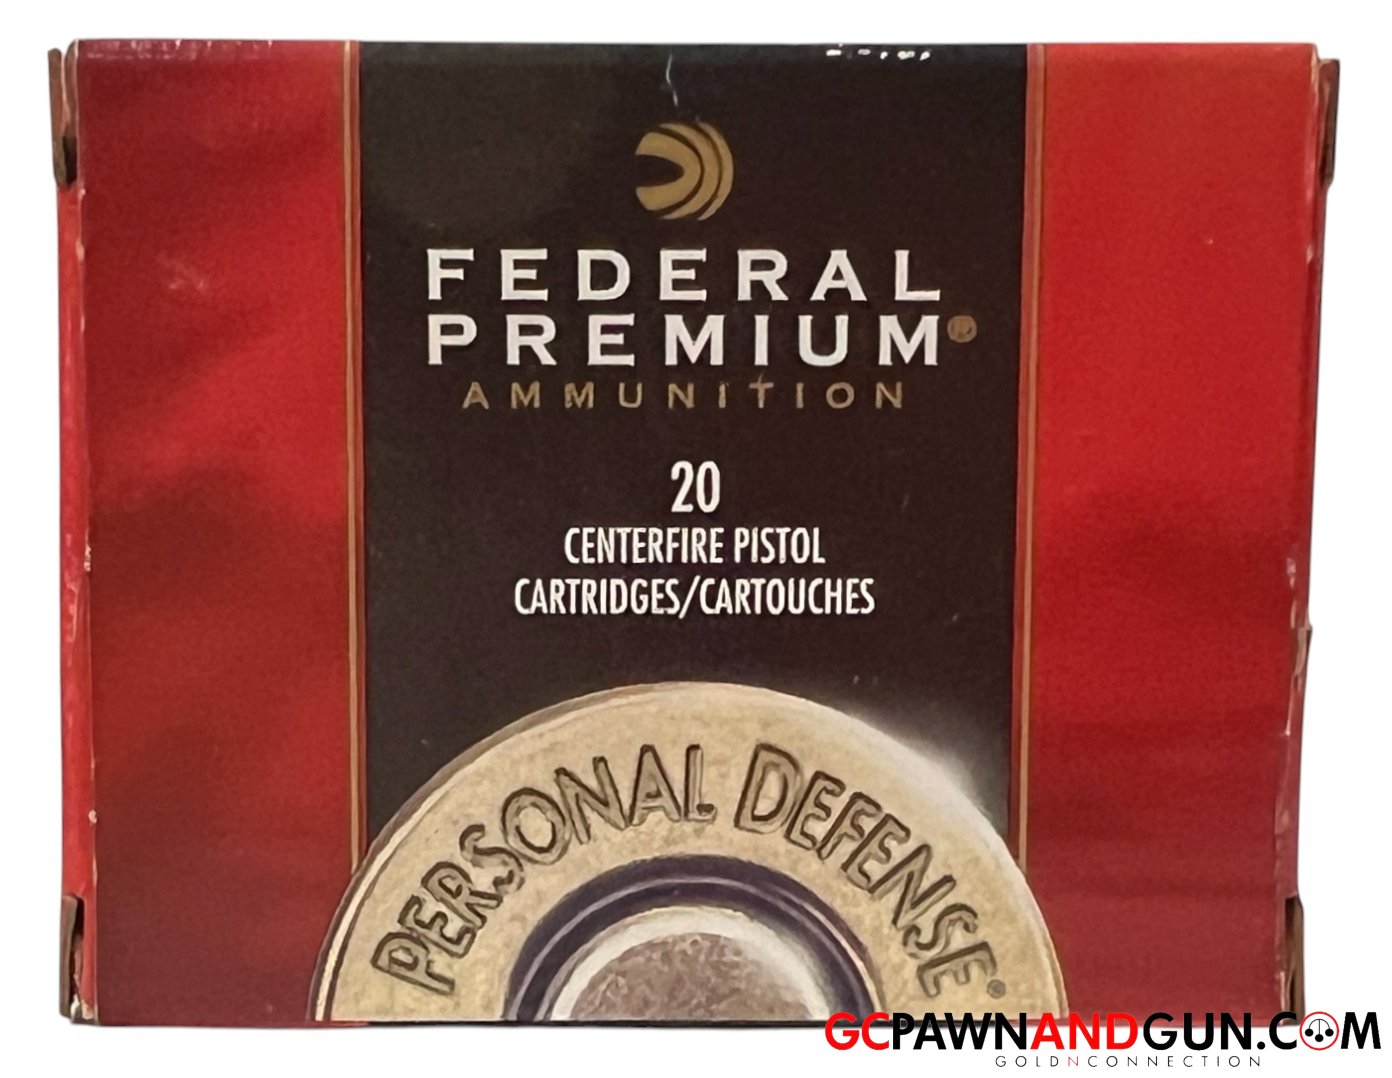 FEDERAL
PREMIUM®
AMMUNITION
20
CENTERFIRE PISTOL
CARTRIDGES/CARTOUCHES
PERSONAL DEFENSE®
GCPAWNANDGUN.COM
GOLDNCONNECTION